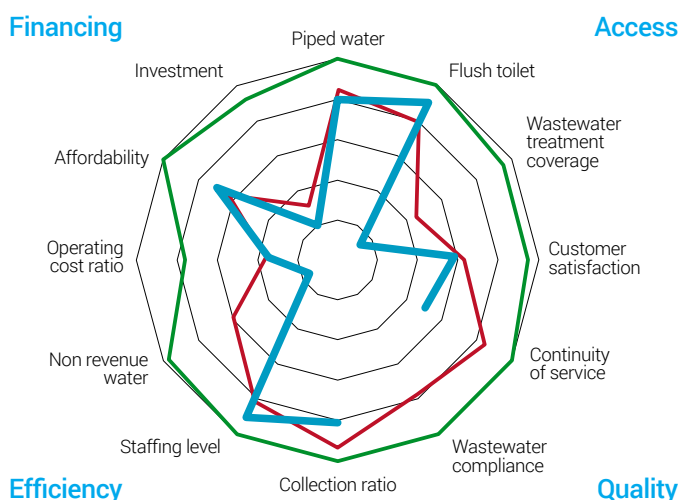 Financing
Access
Piped water
Investment
Flush toilet
Wastewater
treatment
coverage
Affordability
Operating
cost ratio
Customer
satisfaction
Non revenue
water
Continuity
of service
Staffing level
Wastewater
compliance
Collection ratio
Efficiency
Quality